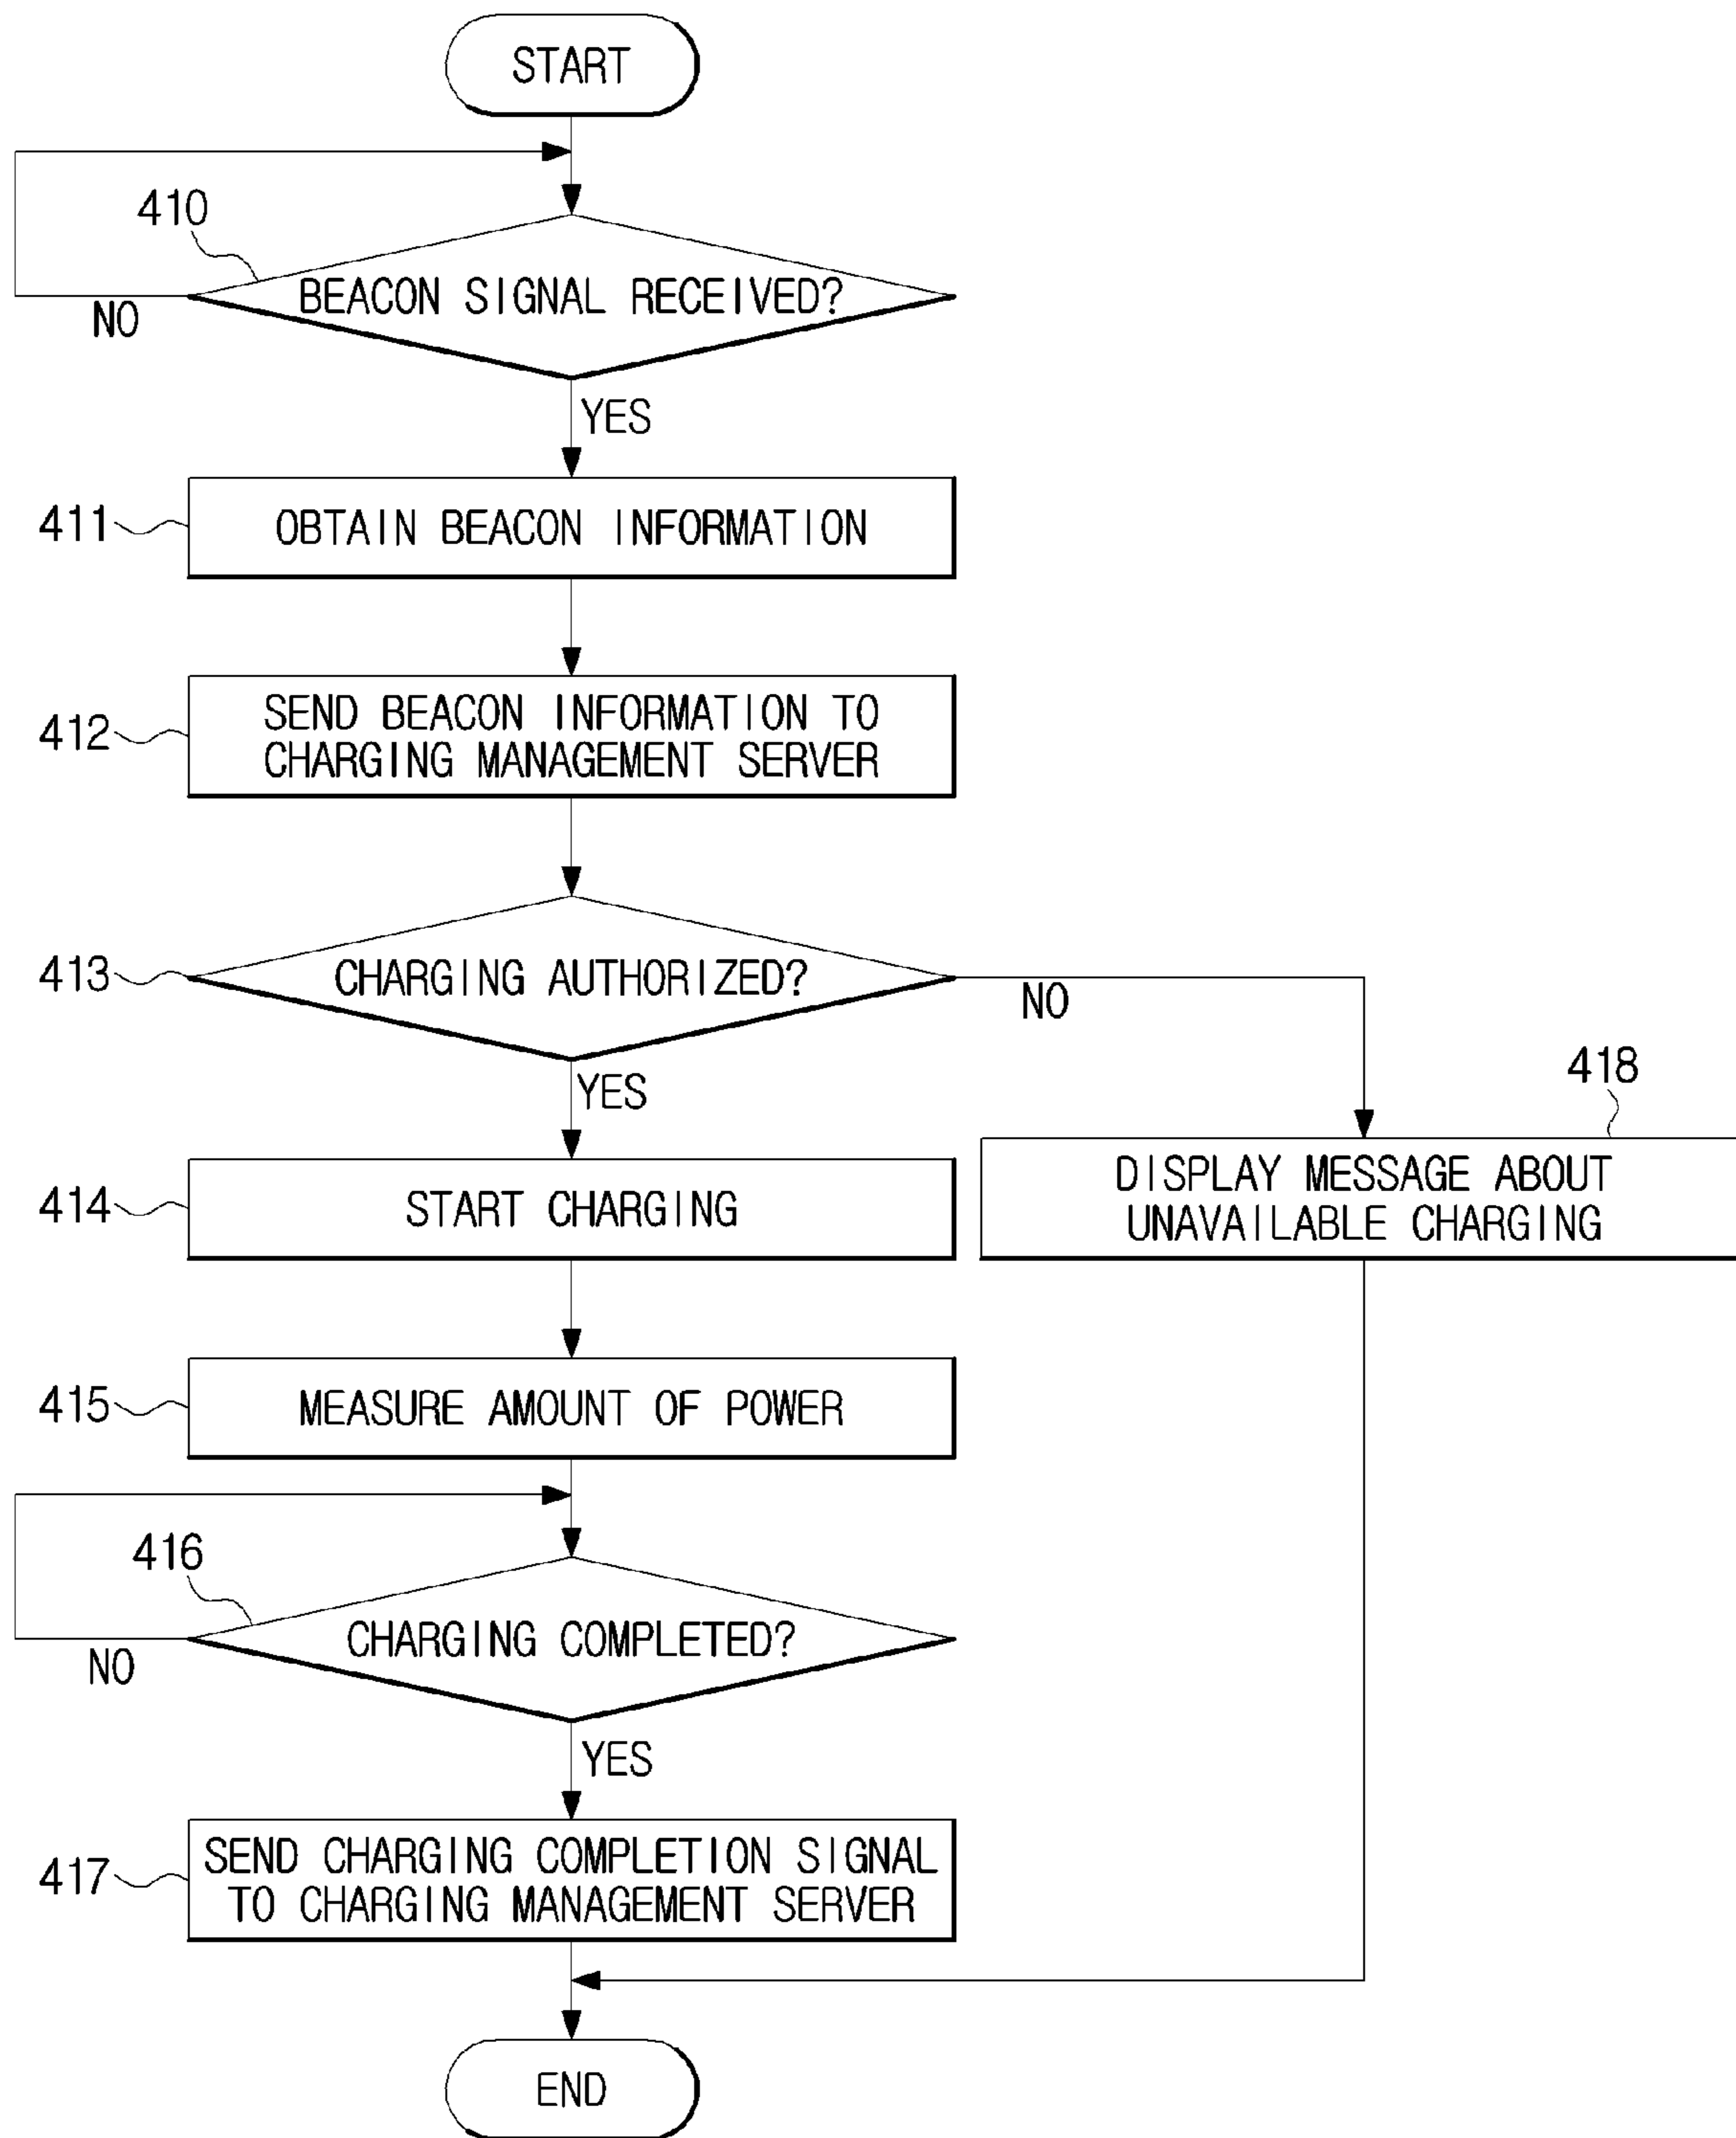 START
410
BEACON SIGNAL RECEIVED?
NO
YES
411
OBTAIN BEACON INFORMATION
412
SEND BEACON INFORMATION TO
CHARGING MANAGEMENT SERVER
413
CHARGING AUTHORIZED?
NO
YES
418
DISPLAY MESSAGE ABOUT
UNAVAILABLE CHARGING
414
START CHARGING
415
MEASURE AMOUNT OF POWER
416
CHARGING COMPLETED?
NO
YES
417
SEND CHARGING COMPLETION SIGNAL
TO CHARGING MANAGEMENT SERVER
END